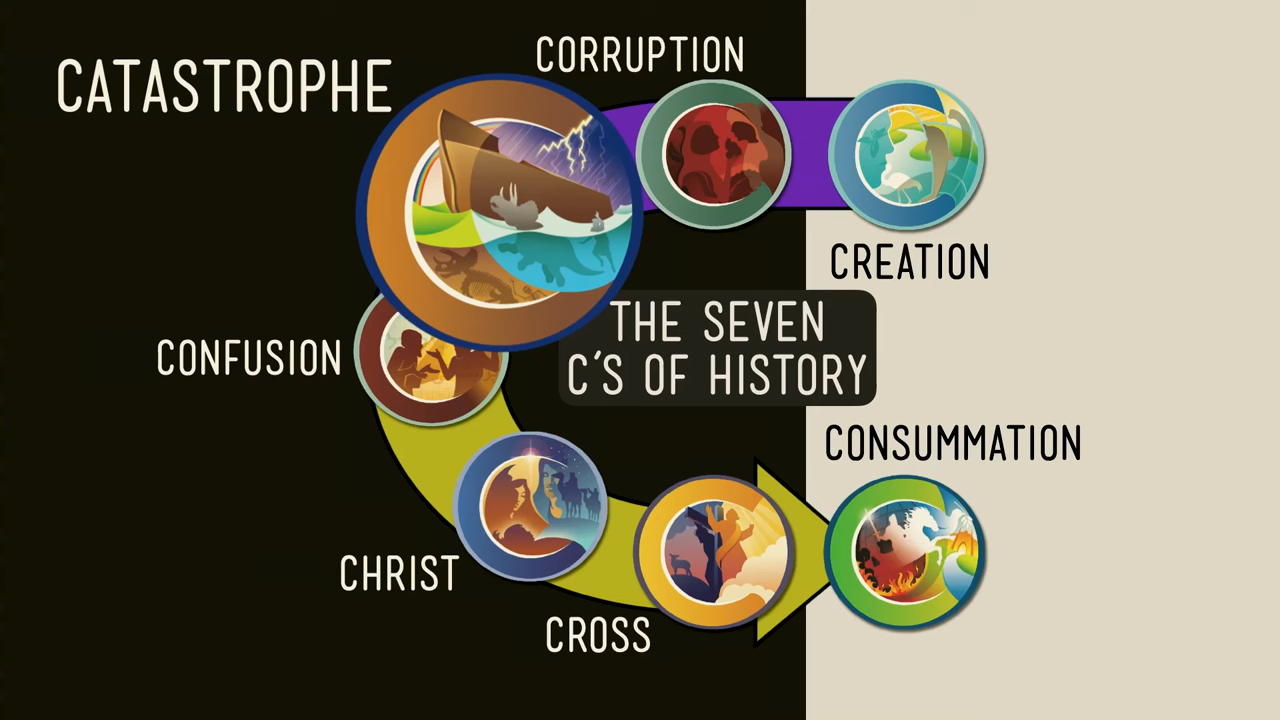 CORRUPTION
CATASTROPHE
CREATION
THE SEVEN
C'S OF HISTORY
CONFUSION
CONSUMMATION
CHRIST
CROSS